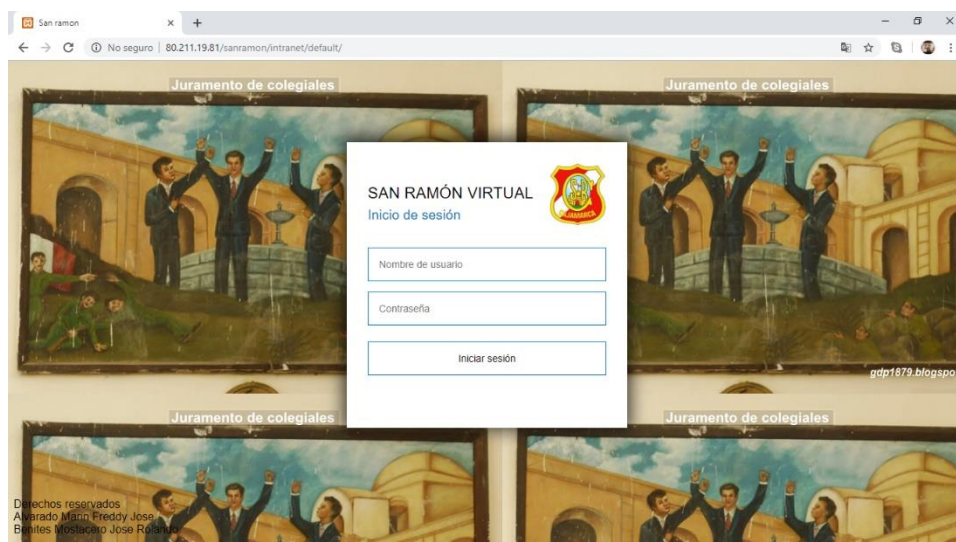 San ramon
No seguro
80.211.19.81/sanramon/intranet/default/
Juramento de colegiales
Juramento de colegiales
SAN RAMÓN VIRTUAL
Inicio de sesión
CAJAMARCA
Nombre de usuario
Contraseña
Iniciar sesión
gdp1879.blogspo
Juramento de colegiales
Juramento de colegiales
Derechos reservados
Alvarado Mann Freddy Jose
Benites Mostacero Jose Rolando